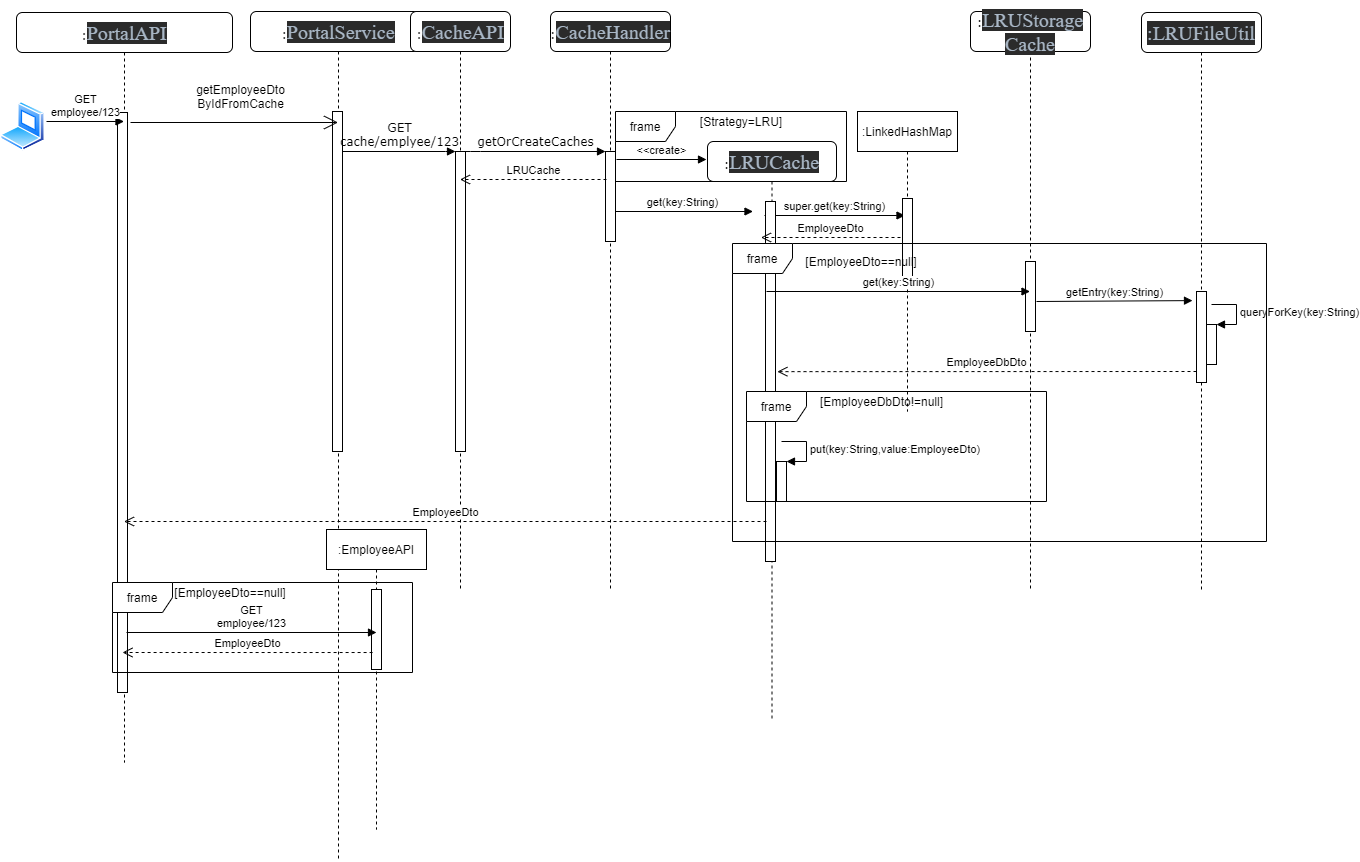 :PortalAPI
:PortalService
:CacheAPI
:CacheHandler
:LRUStorage
Cache
:LRUFileUtil
GET
employee/123
getEmployeeDto
ByIdFromCache
GET
cache/emplyee/123
getOrCreateCaches
LRUCache
frame
[Strategy=LRU]
<<create>
:LRUCache
:LinkedHashMap
get(key:String)
super.get(key:String)
EmployeeDto
frame
[EmployeeDto==null]
get(key:String)
getEntry(key:String)
queryForKey(key:String)
EmployeeDbDto
frame
[EmployeeDbDto!=null]
put(key:String,value:EmployeeDto)
EmployeeDto
:EmployeeAPI
frame
[EmployeeDto==null]
GET
employee/123
EmployeeDto